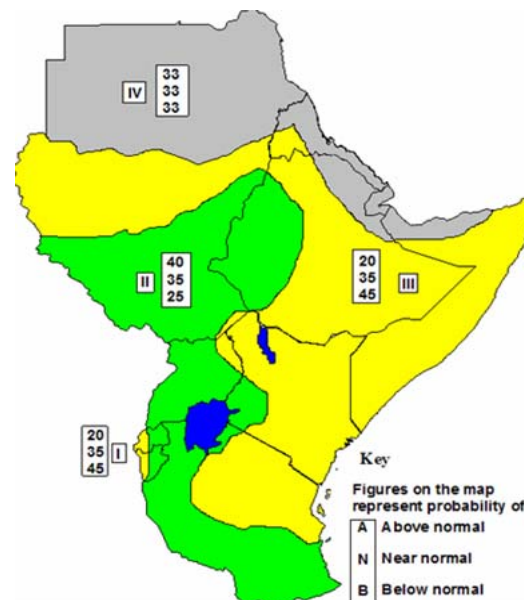 IV
33
33
33
II
40
35
25
20
35
45
III
20
35
45
I
Key
Figures on the map
represent probability of
A Above normal
N Near normal
B Below normal